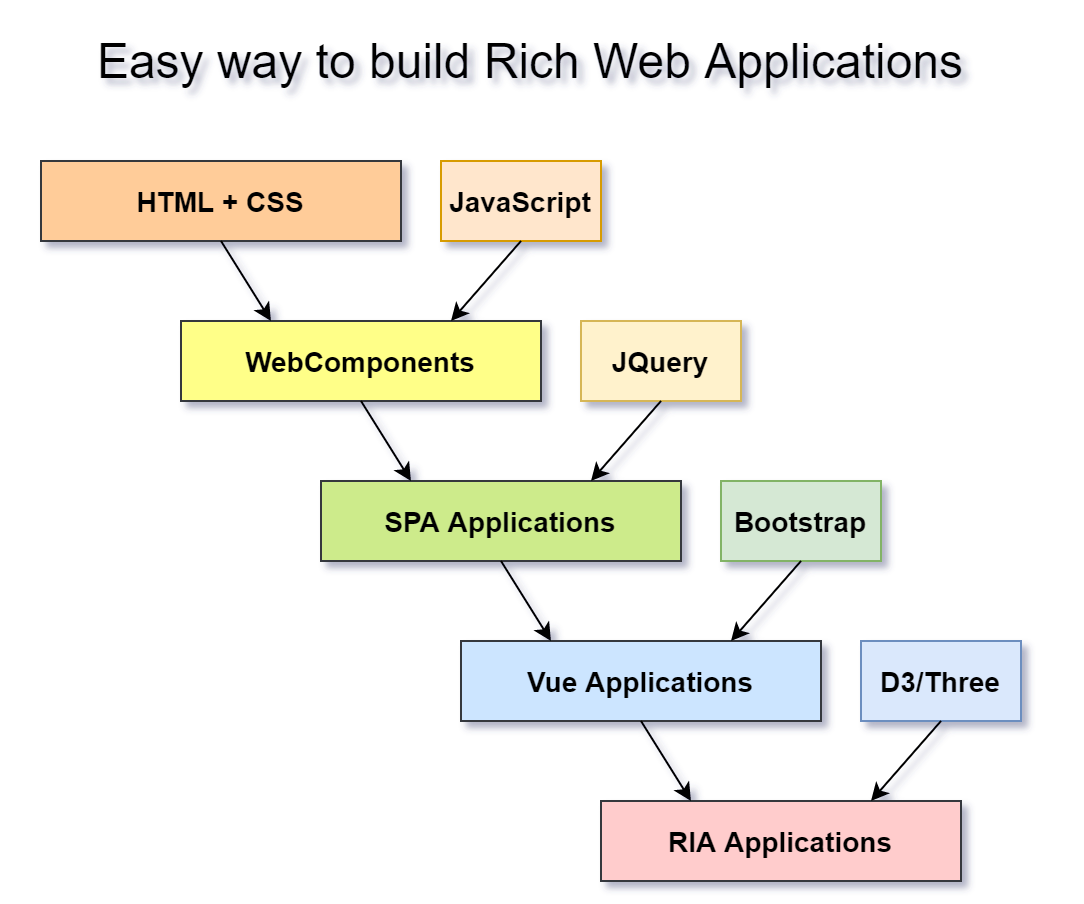 Easy way to build Rich Web Applications
HTML + CSS
JavaScript
WebComponents
JQuery
SPA Applications
Bootstrap
Vue Applications
D3/Three
RIA Applications